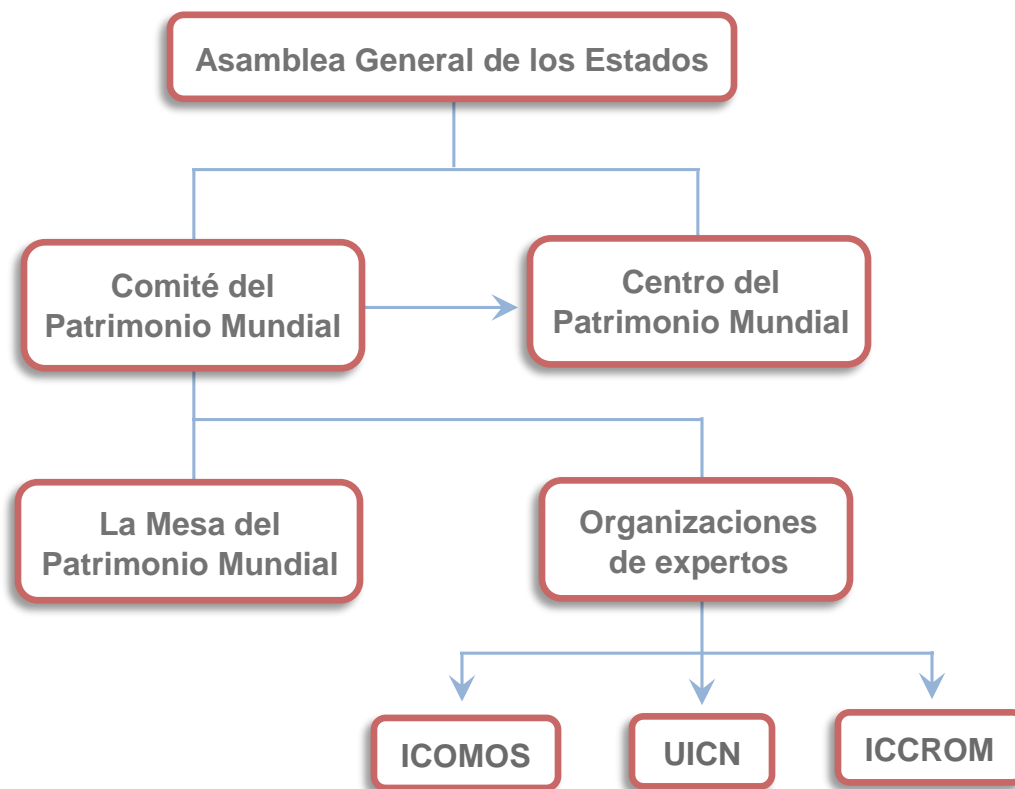 Asamblea General de los Estados
Comité del
Patrimonio Mundial
Centro del
Patrimonio Mundial
La Mesa del
Patrimonio Mundial
Organizaciones
de expertos
ICOMOS
UICN
ICCROM